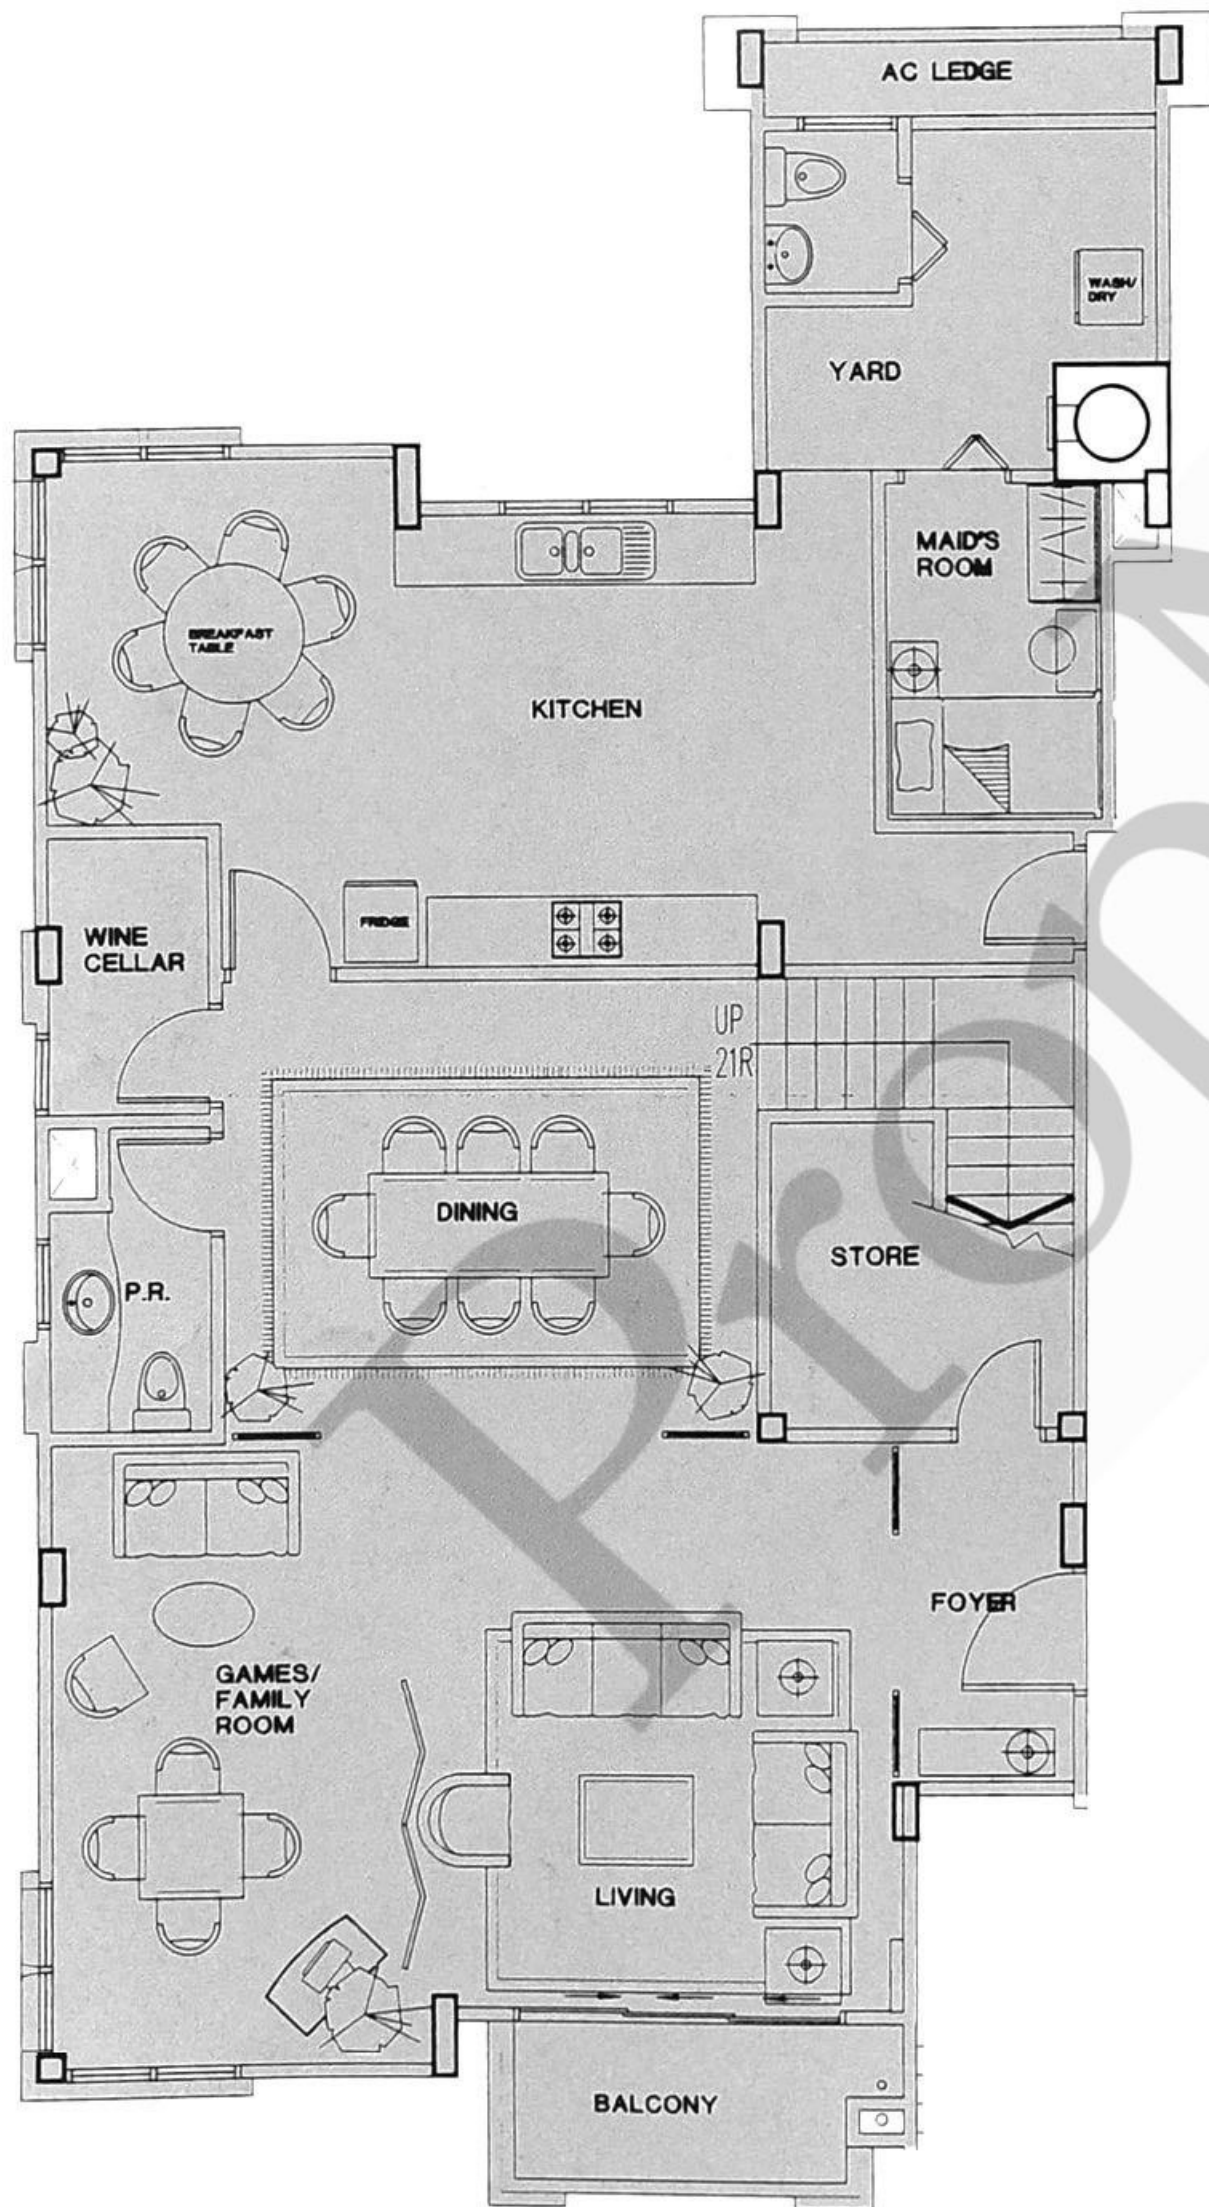 AC LEDGE
WASH/
DRY
YARD
MAID'S
ROOM
BREAKFAST
TABLE
KITCHEN
FRIDGE
WINE
CELLAR
UP
21R
DINING
STORE
P.R.
FOYER
GAMES/
FAMILY
ROOM
LIVING
BALCONY